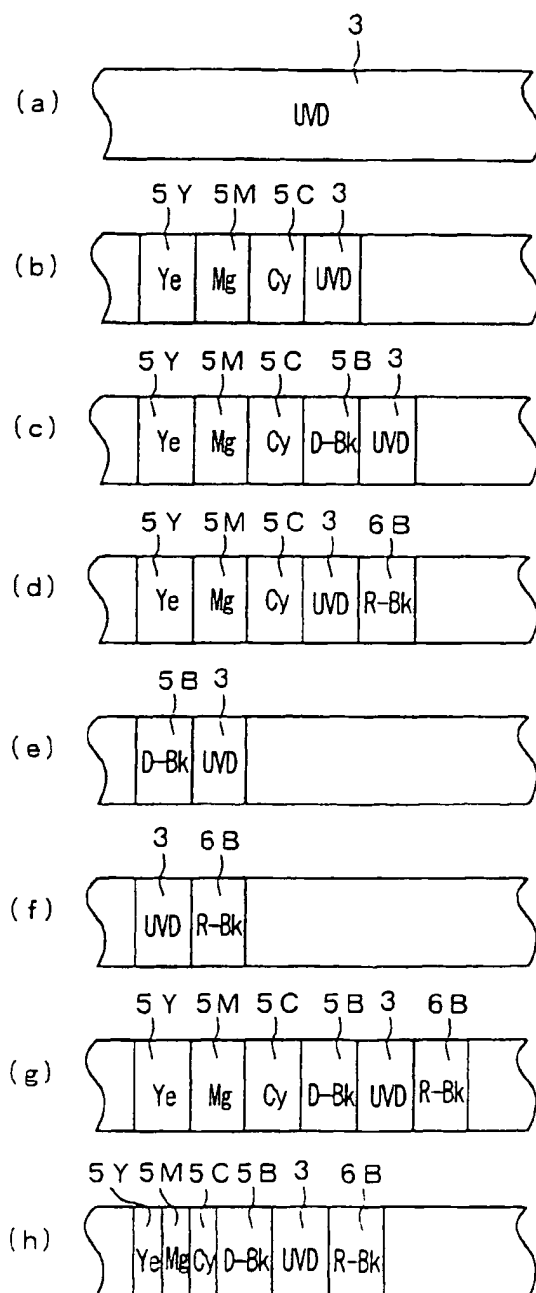 3
(a)
UVD
5Y 5M 5C 3
(b)
Ye Mg Cy UVD
5Y 5M 5C 5B 3
(c)
Ye Mg Cy D-Bk UVD
5Y 5M 5C 3 6B
(d)
Ye Mg Cy UVD R-Bk
5B 3
(e)
D-Bk UVD
3 6B
(f)
UVD R-Bk
5Y 5M 5C 5B 3 6B
(g)
Ye Mg Cy D-Bk UVD R-Bk
5Y 5M 5C 5B 3 6B
(h)
Ye Mg Cy D-Bk UVD R-Bk